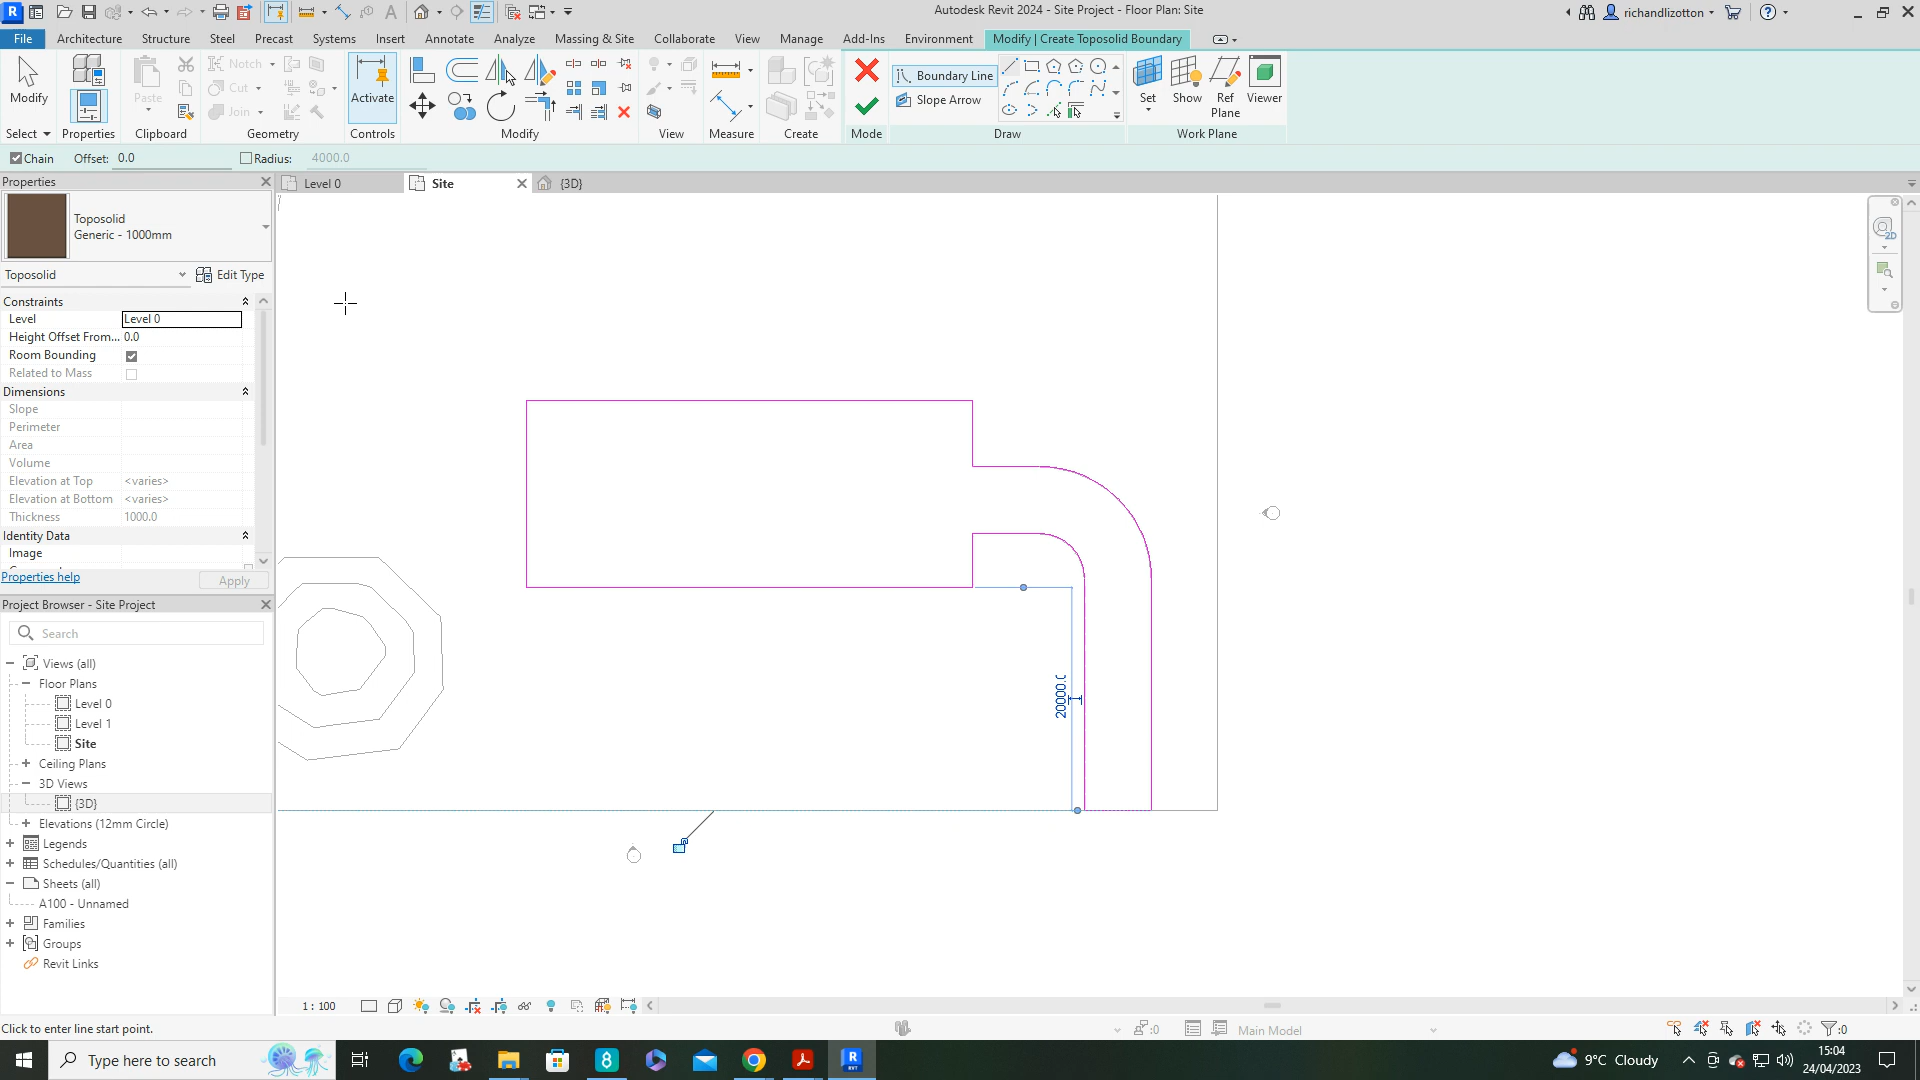 Autodesk Revit 2024 - Site Project - Floor Plan: Site
richandlizotton
File
Architecture
Structure
Steel
Precast
Systems
Insert
Annotate
Analyze
Massing & Site
Collaborate
View
Manage
Add-Ins
Environment
Modify | Create Toposolid Boundary
Modify
Properties
Paste
Notch
Cut
Join
Activate
Boundary Line
Slope Arrow
Set
Show
Ref
Plane
Viewer
Select
Properties
Clipboard
Geometry
Controls
Modify
View
Measure
Create
Mode
Draw
Work Plane
Chain
Offset: 0.0
Radius: 4000.0
Properties
Level 0
Site
{3D}
Toposolid
Generic - 1000mm
Toposolid
Edit Type
Constraints
Level Level 0
Height Offset From... 0.0
Room Bounding
Related to Mass
Dimensions
Slope
Perimeter
Area
Volume
Elevation at Top <varies>
Elevation at Bottom <varies>
Thickness 1000.0
Identity Data
Image
Properties help
Apply
20000.0
Project Browser - Site Project
Search
Views (all)
Floor Plans
Level 0
Level 1
Site
Ceiling Plans
3D Views
{3D}
Elevations (12mm Circle)
Legends
Schedules/Quantities (all)
Sheets (all)
A100 - Unnamed
Families
Groups
Revit Links
1 : 100
Click to enter line start point.
:0
Main Model
:0
Type here to search
9°C Cloudy
15:04
24/04/2023
2D